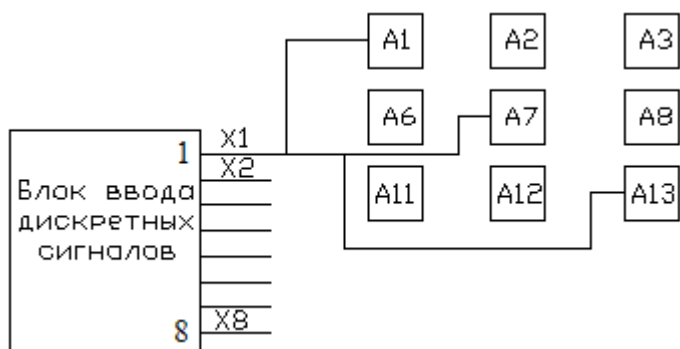 A1 A2 A3
A6 A7 A8
1 X1
X2
Блок ввода
дискретных
сигналов
A11 A12 A13
8 X8